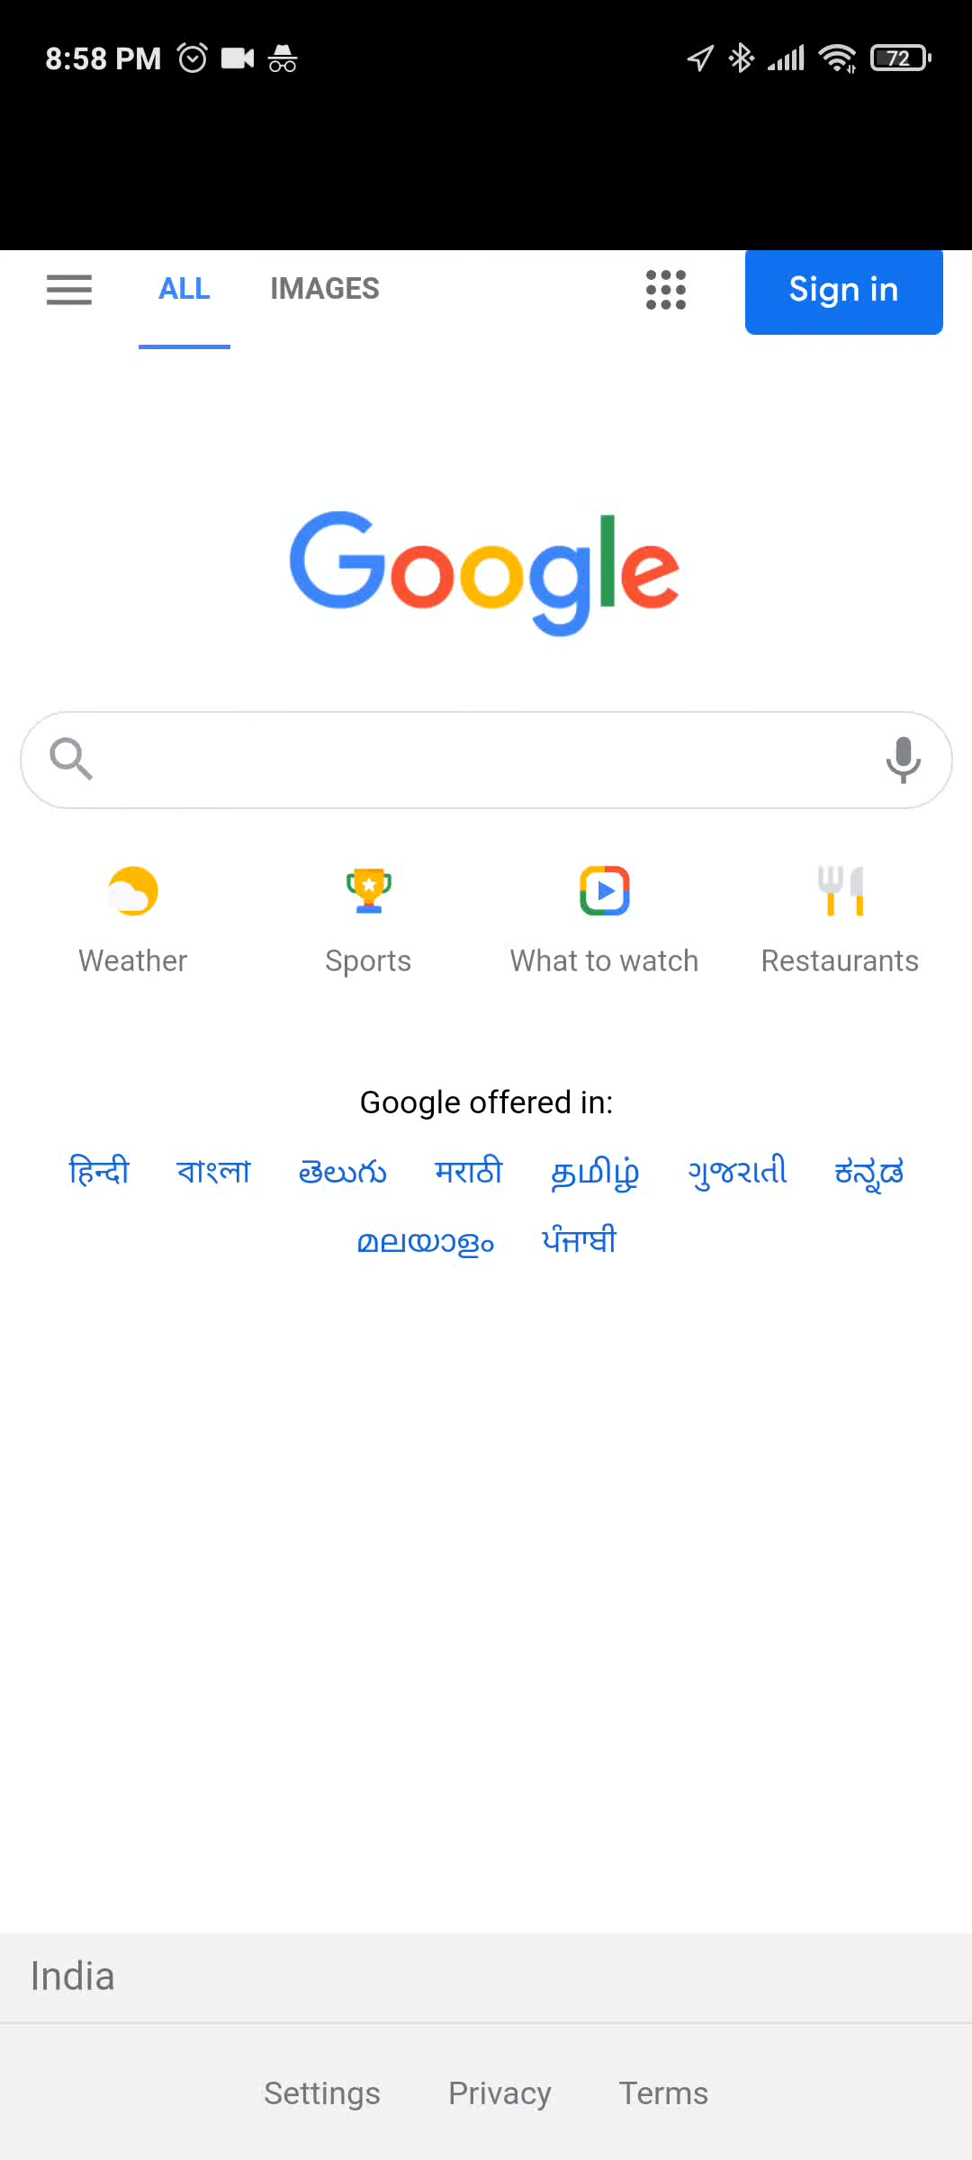 8:58 PM 72
ALL IMAGES Sign in
Google
Weather Sports What to watch Restaurants
Google offered in:
हिन्दी বাংলা తెలుగు मराठी தமிழ் ગુજરાતી ಕನ್ನಡ
മലയാളം ਪੰਜਾਬੀ
India
Settings Privacy Terms